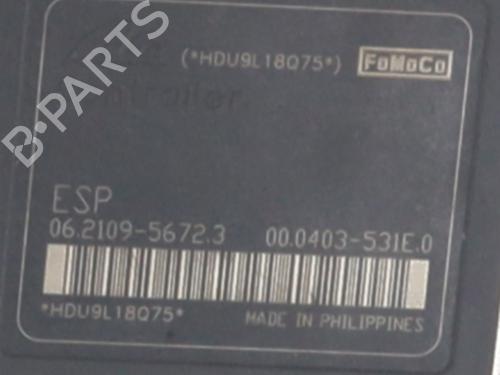 (*HDU9L18Q75*) FoMoCo
ESP
06.2109-5672.3 00.0403-531E.0
*HDU9L18Q75* MADE IN PHILIPPINES
B-PARTS